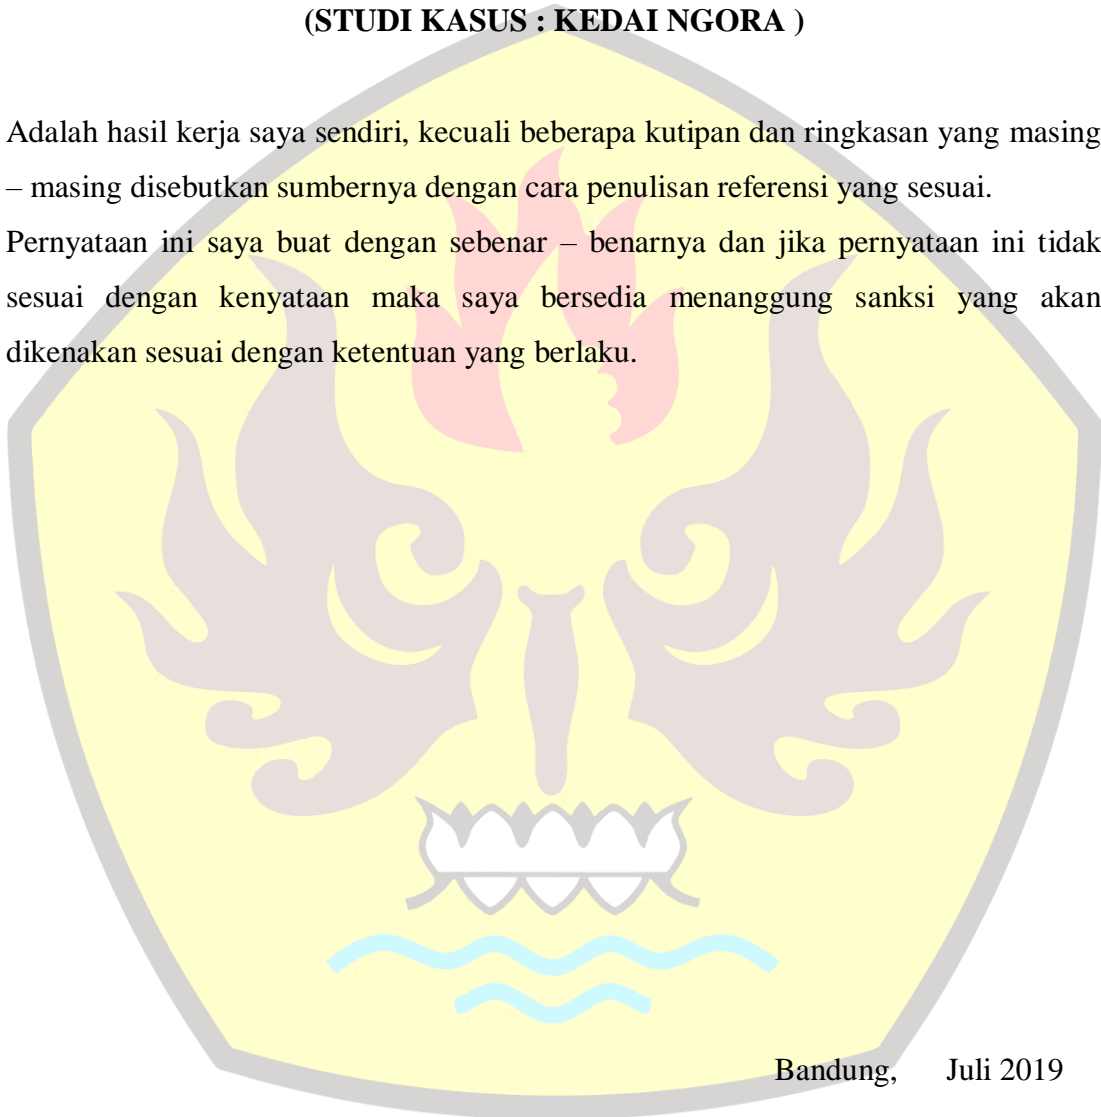 (STUDI KASUS : KEDAI NGORA )
Adalah hasil kerja saya sendiri, kecuali beberapa kutipan dan ringkasan yang masing
– masing disebutkan sumbernya dengan cara penulisan referensi yang sesuai.
Pernyataan ini saya buat dengan sebenar – benarnya dan jika pernyataan ini tidak
sesuai dengan kenyataan maka saya bersedia menanggung sanksi yang akan
dikenakan sesuai dengan ketentuan yang berlaku.
Bandung, Juli 2019